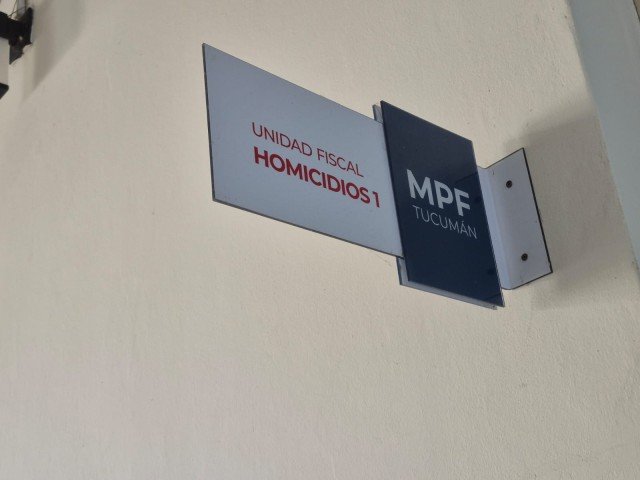 UNIDAD FISCAL
HOMICIDIOS 1
MPF
TUCUMÁN